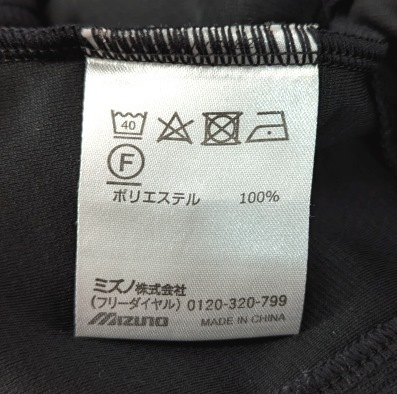 40
F
ポリエステル 100%
ミズノ株式会社
(フリーダイヤル) 0120-320-799
MIZUNO MADE IN CHINA